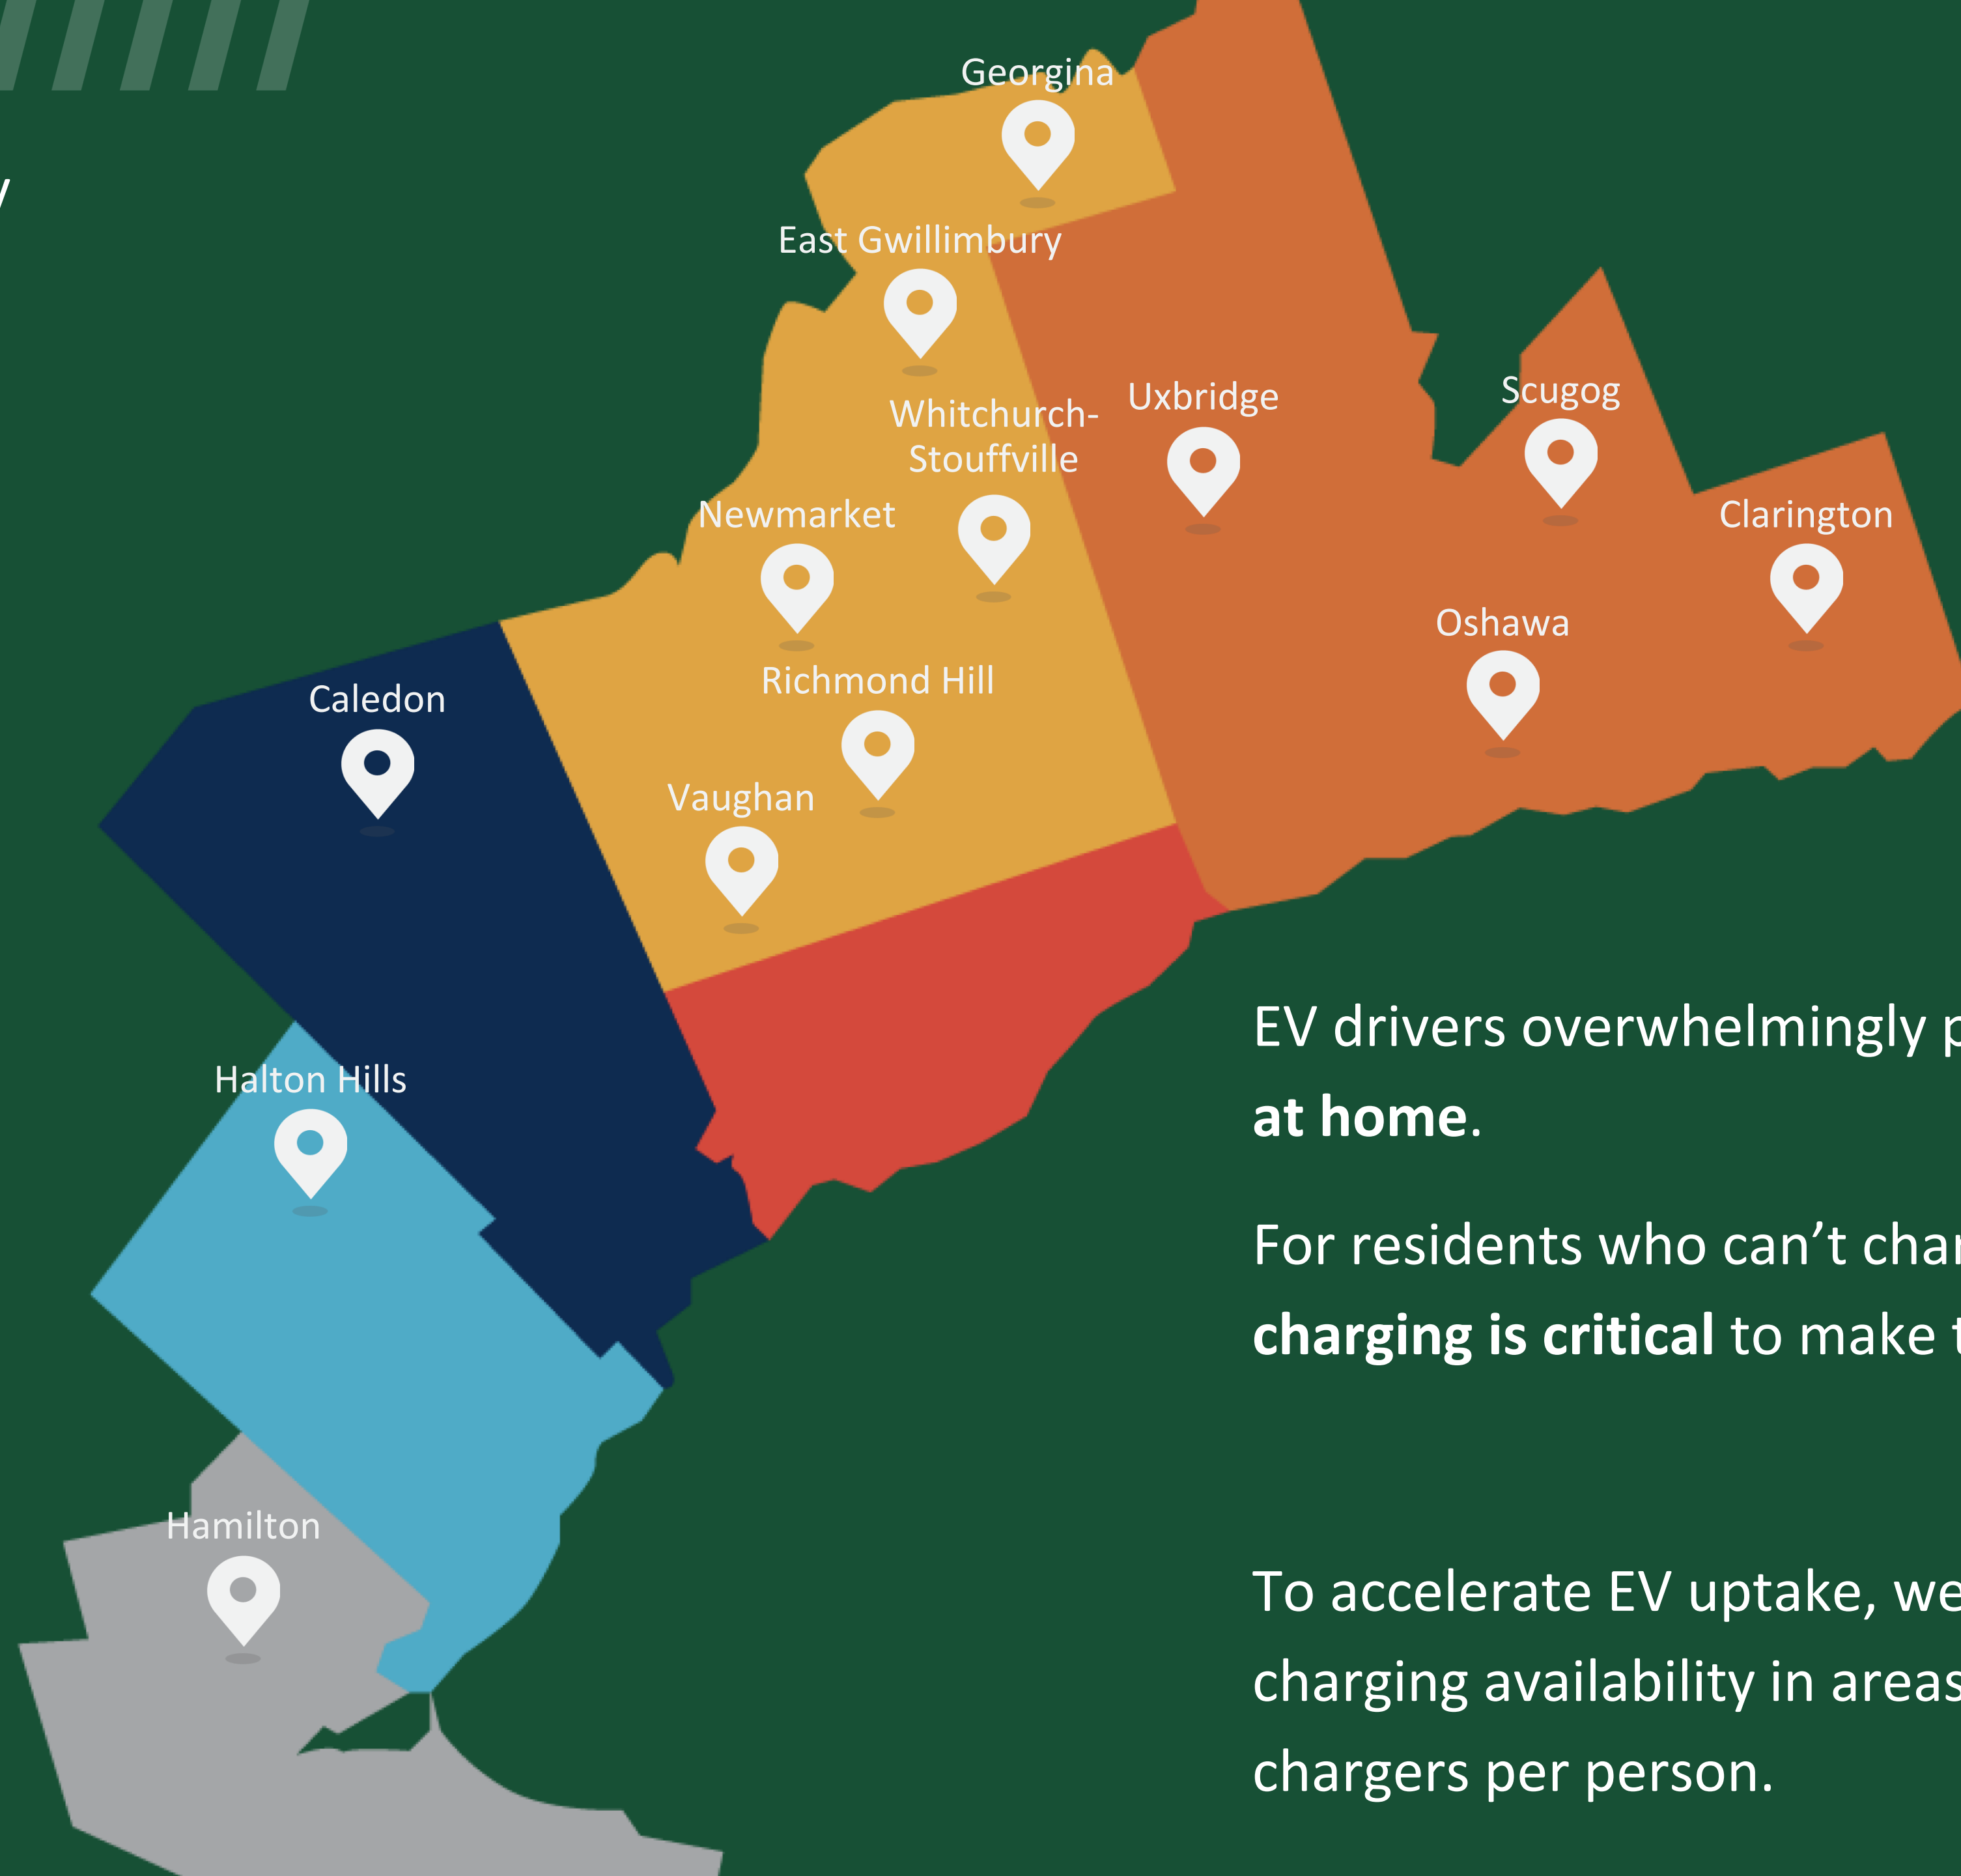 Georgina
East Gwillimbury
Whitchurch-
Stouffville
Uxbridge
Scugog
Newmarket
Clarington
Oshawa
Richmond Hill
Caledon
Vaughan
Halton Hills
Hamilton
EV drivers overwhelmingly
at home.
For residents who can’t
charging is critical to make
To accelerate EV uptake,
charging availability in areas
chargers per person.